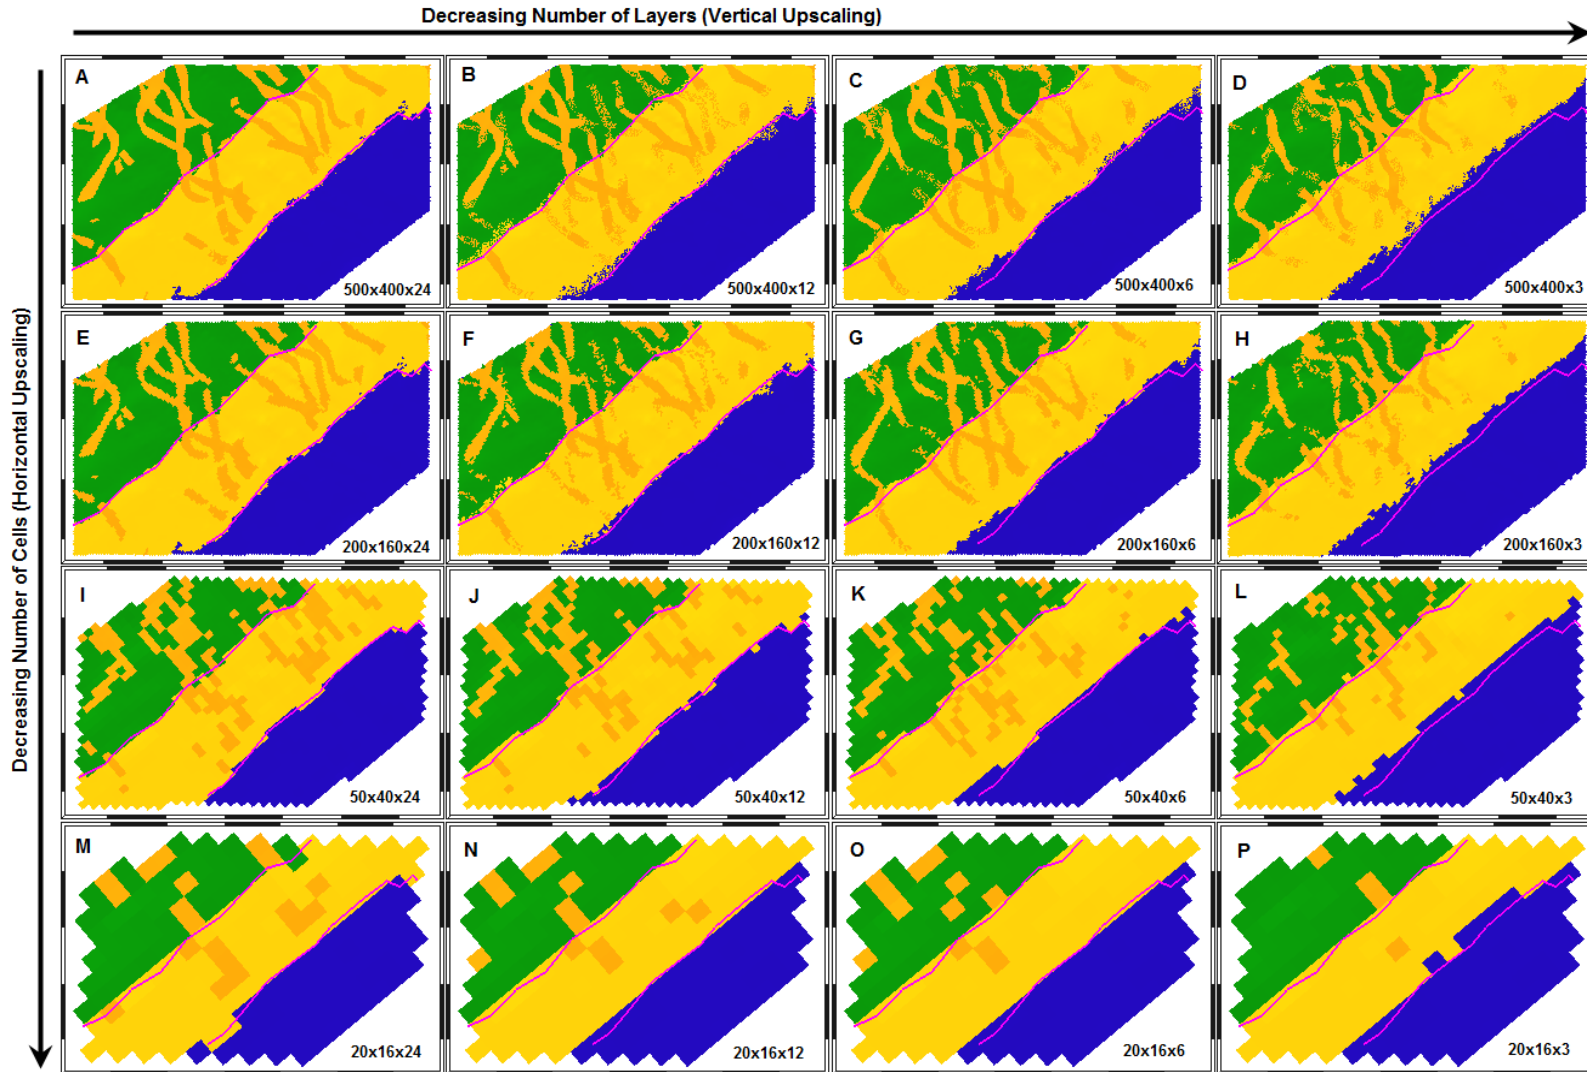 Decreasing Number of Layers (Vertical Upscaling)
Decreasing Number of Cells (Horizontal Upscaling)
A
500x400x24
B
500x400x12
C
500x400x6
D
500x400x3
E
200x160x24
F
200x160x12
G
200x160x6
H
200x160x3
I
50x40x24
J
50x40x12
K
50x40x6
L
50x40x3
M
20x16x24
N
20x16x12
O
20x16x6
P
20x16x3